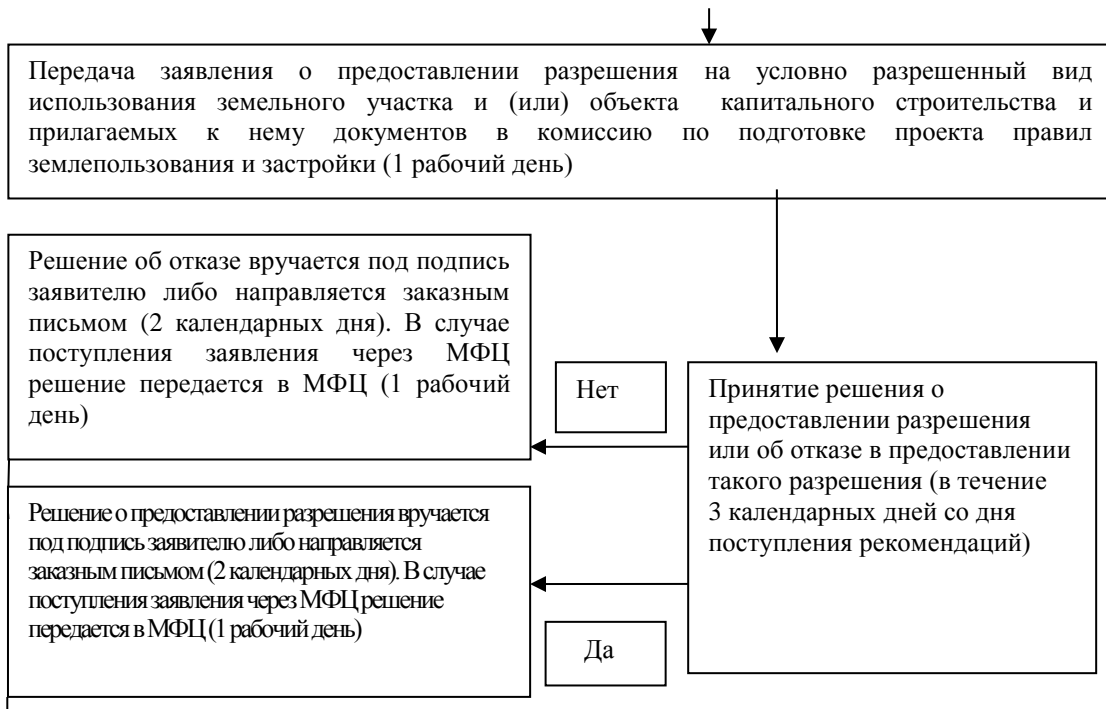 Передача заявления о предоставлении разрешения на условно разрешенный вид
использования земельного участка и (или) объекта капитального строительства и
прилагаемых к нему документов в комиссию по подготовке проекта правил
землепользования и застройки (1 рабочий день)
Решение об отказе вручается под подпись
заявителю либо направляется заказным
письмом (2 календарных дня). В случае
поступления заявления через МФЦ
решение передается в МФЦ (1 рабочий
день)
Нет
Принятие решения о
предоставлении разрешения
или об отказе в предоставлении
такого разрешения (в течение
3 календарных дней со дня
поступления рекомендаций)
Решение о предоставлении разрешения вручается
под подпись заявителю либо направляется
заказным письмом (2 календарных дня). В случае
поступления заявления через МФЦ решение
передается в МФЦ (1 рабочий день)
Да